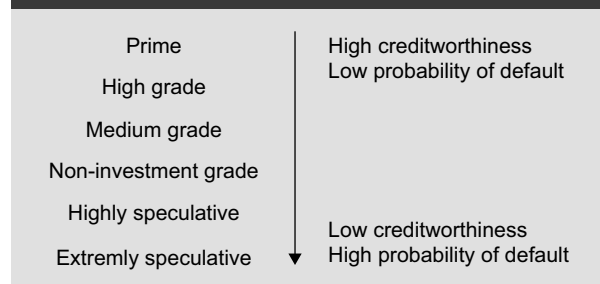 Prime
High grade
Medium grade
Non-investment grade
Highly speculative
Extremly speculative
High creditworthiness
Low probability of default
Low creditworthiness
High probability of default